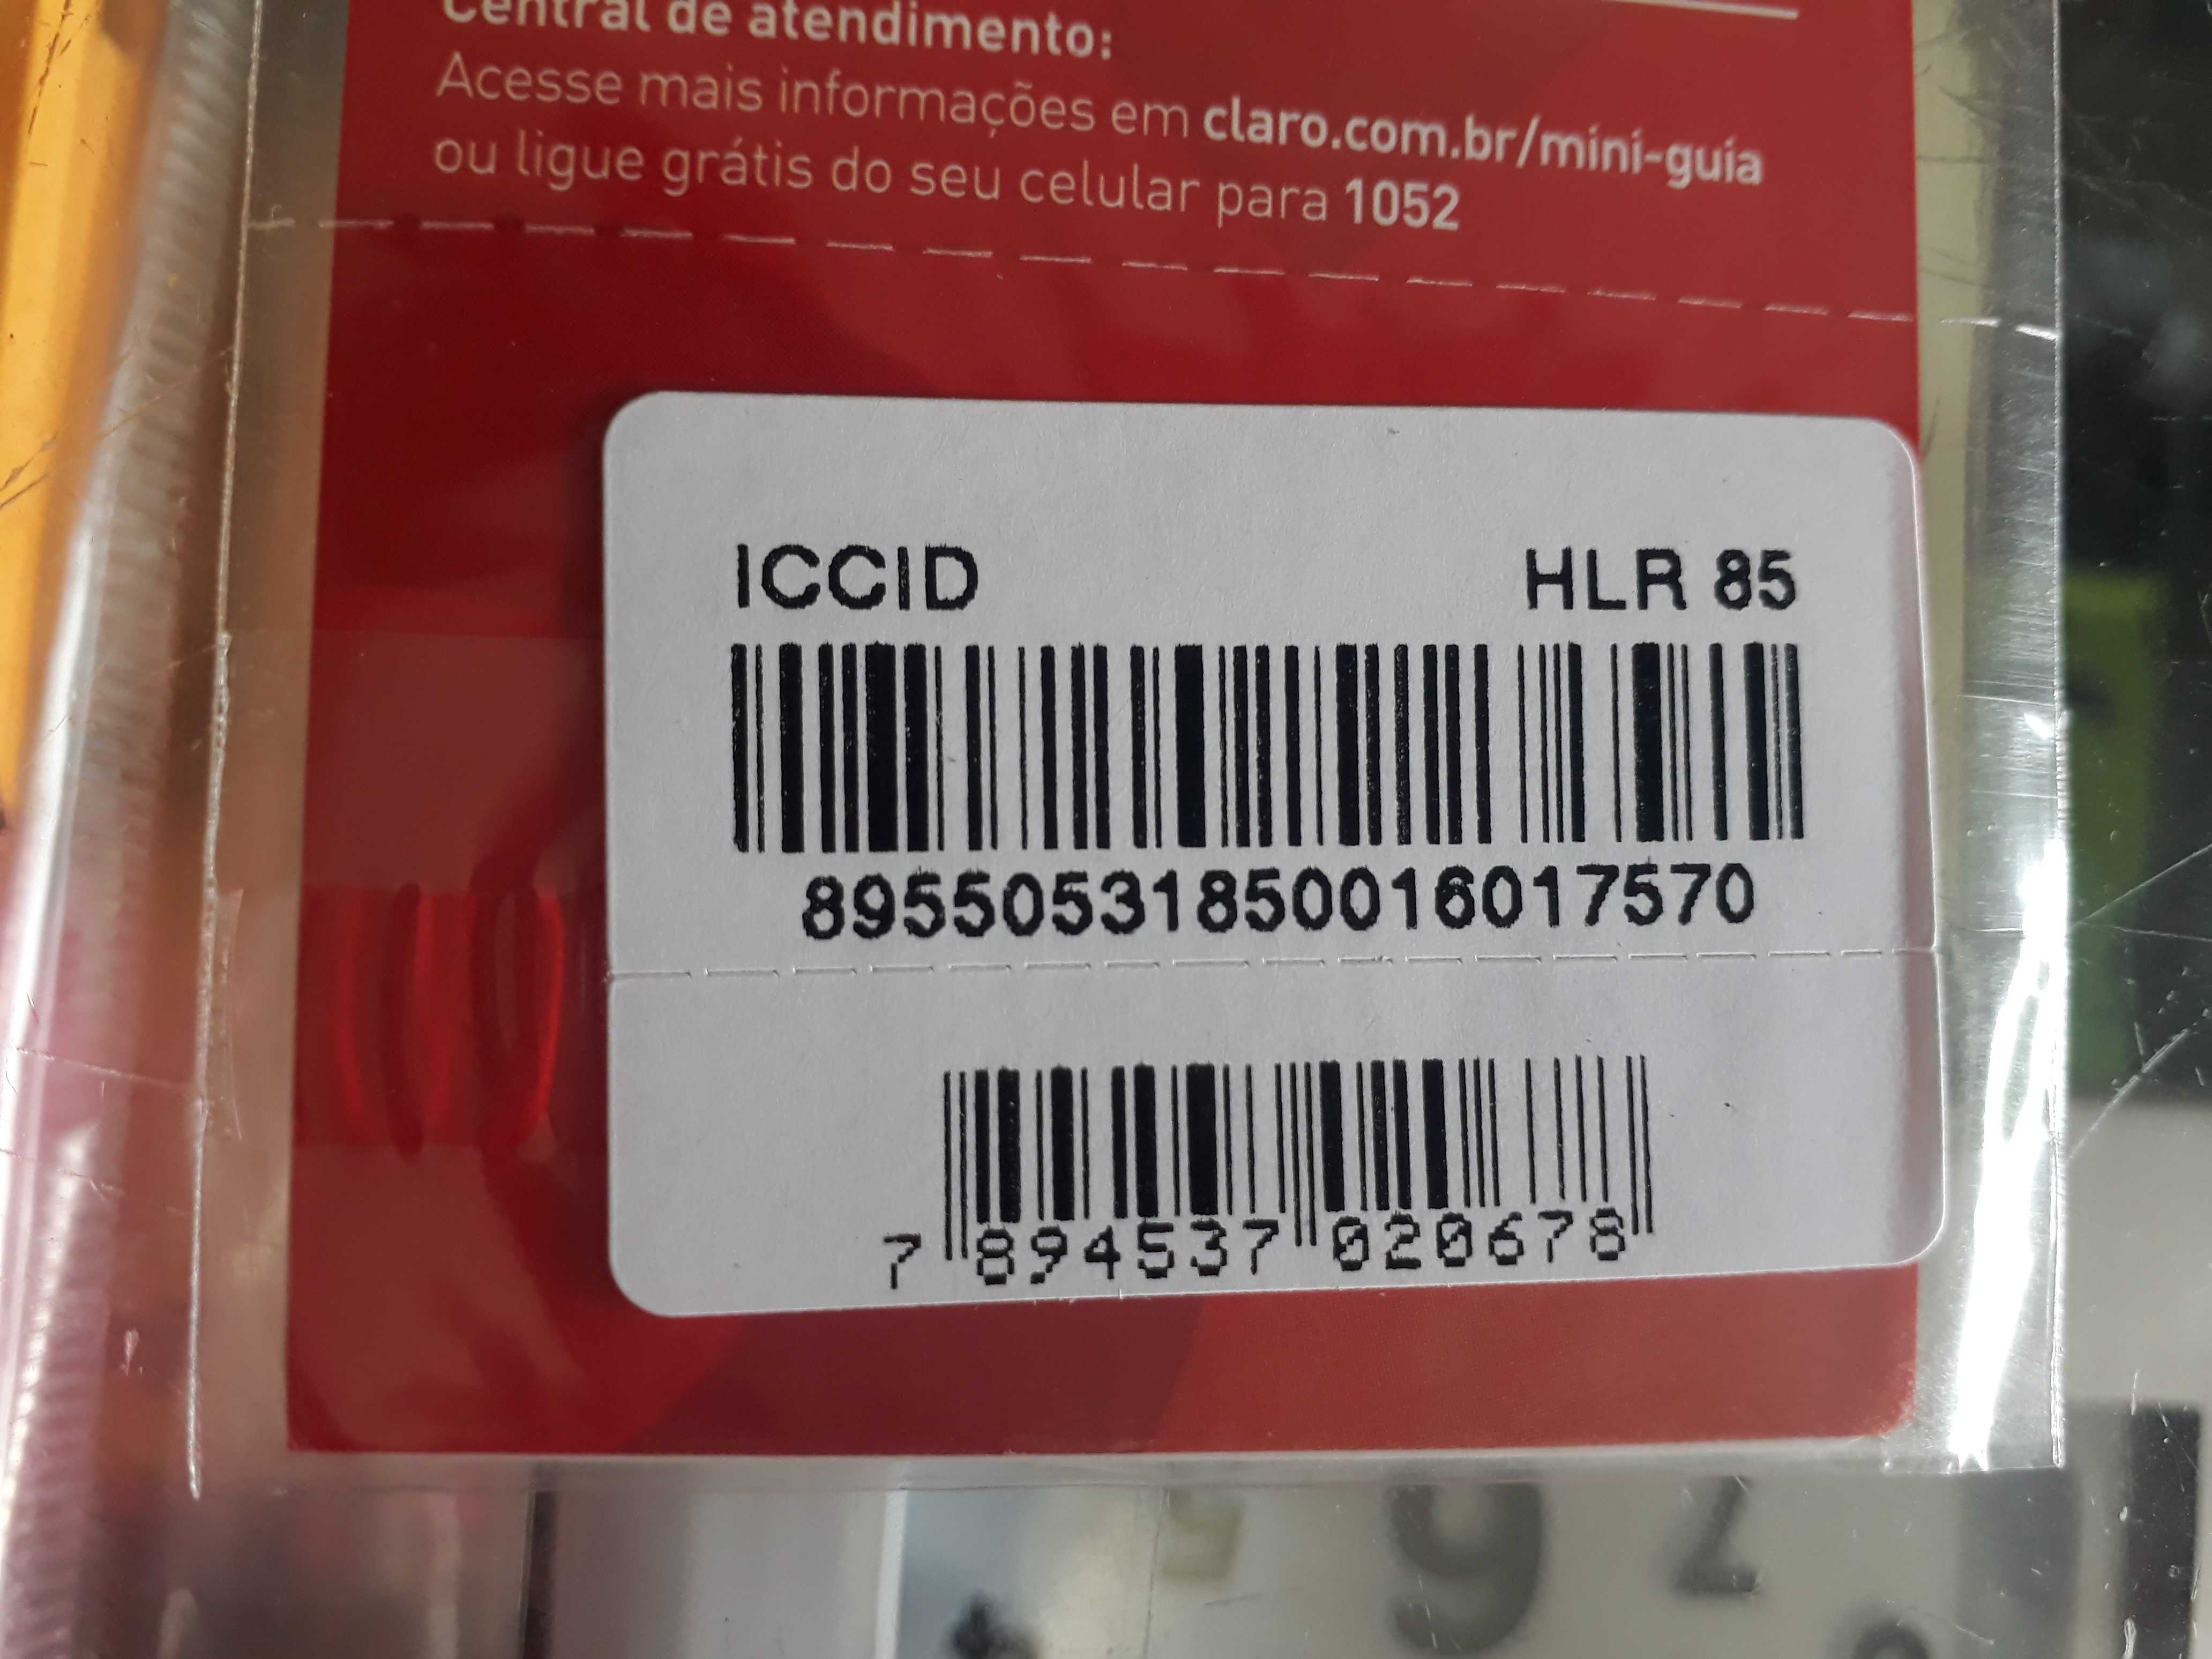 Central de atendimento:
Acesse mais informações em claro.com.br/mini-guia
ou ligue grátis do seu celular para 1052
ICCID HLR 85
89550531850016017570
7 894537 020678